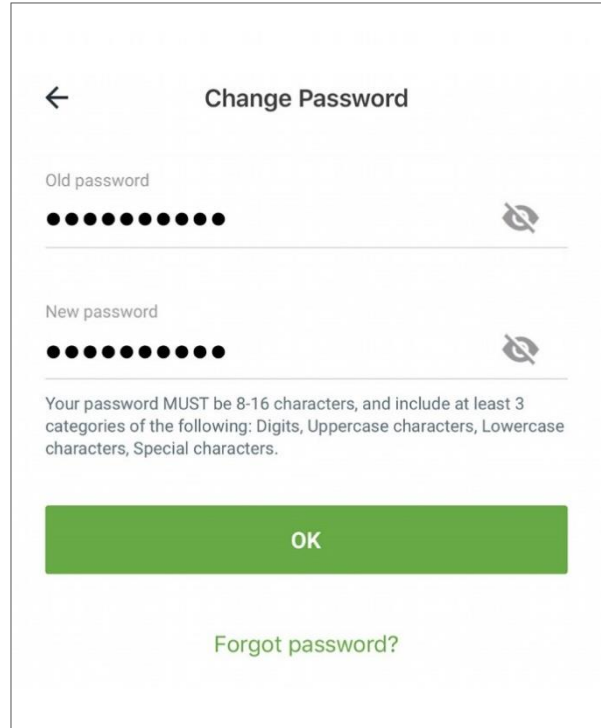 Change Password
Old password
●●●●●●●●●●
New password
●●●●●●●●●●
Your password MUST be 8-16 characters, and include at least 3
categories of the following: Digits, Uppercase characters, Lowercase
characters, Special characters.
OK
Forgot password?